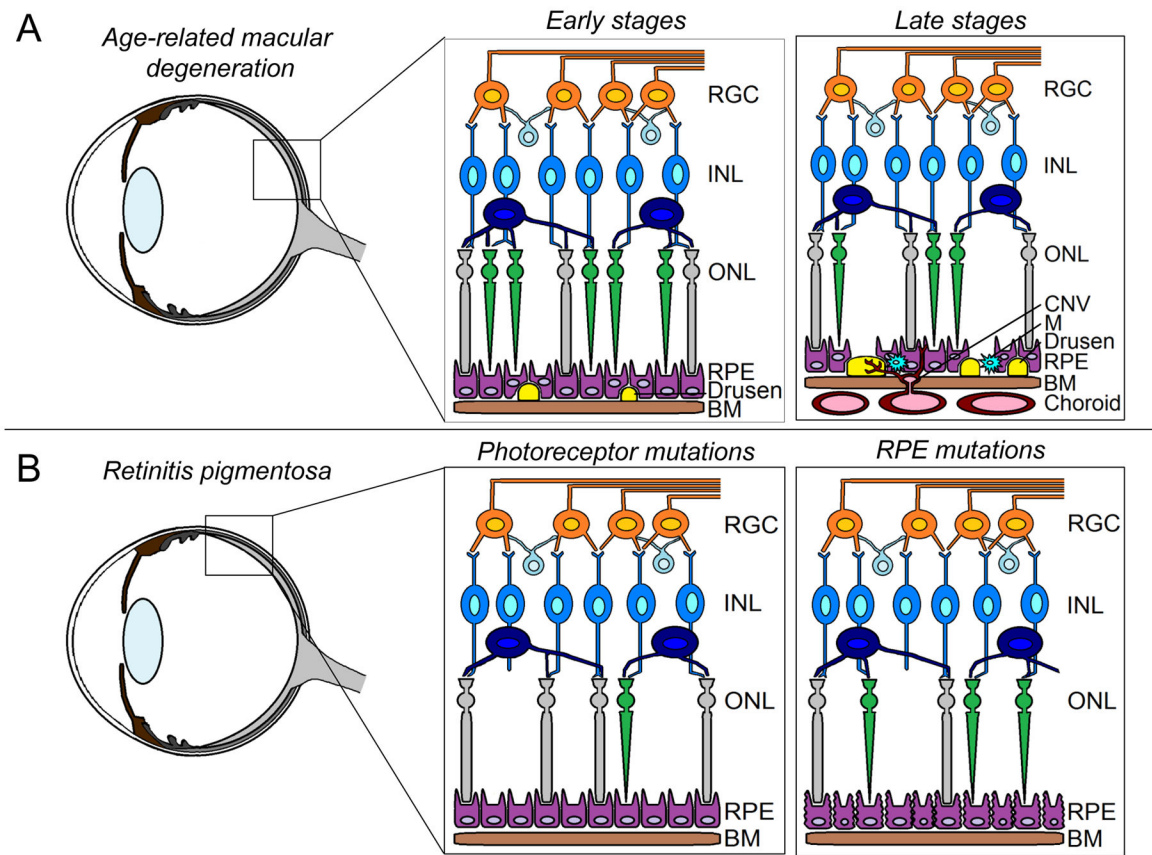 A
Age-related macular
degeneration
Early stages
RGC
INL
ONL
RPE
Drusen
BM
Late stages
RGC
INL
ONL
CNV
M
Drusen
RPE
BM
Choroid
B
Retinitis pigmentosa
Photoreceptor mutations
RGC
INL
ONL
RPE
BM
RPE mutations
RGC
INL
ONL
RPE
BM